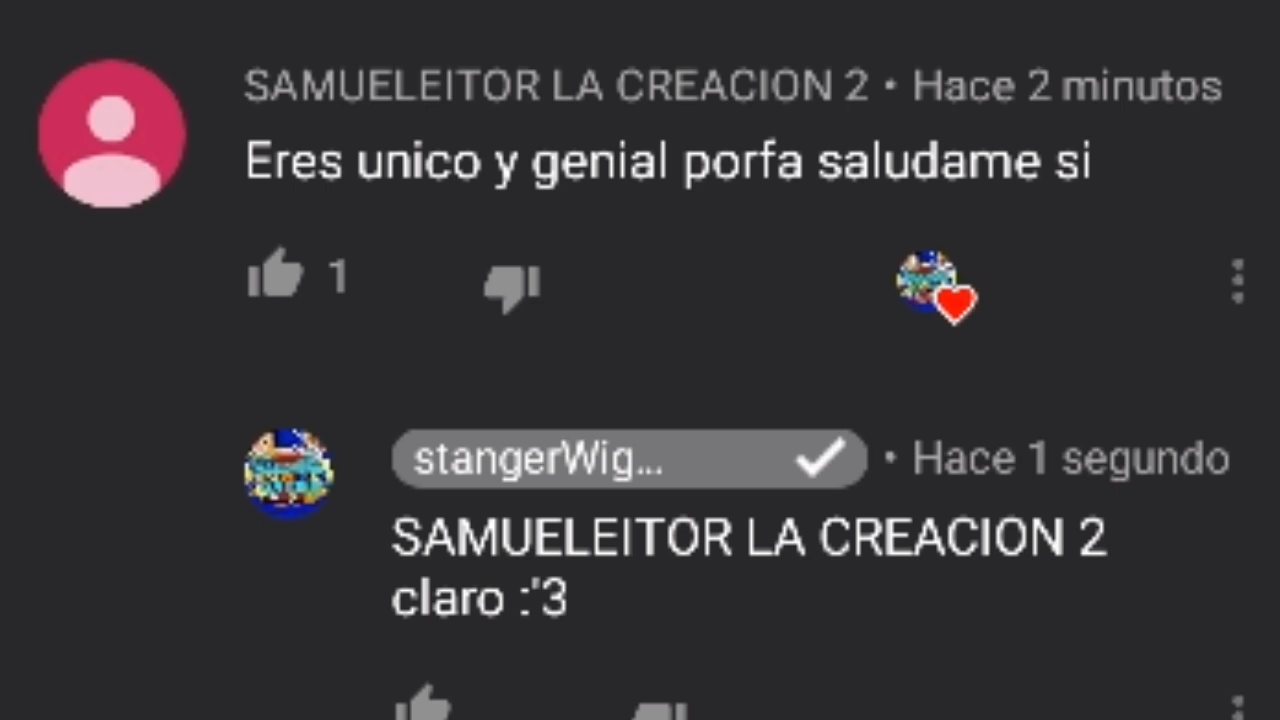 SAMUELEITOR LA CREACION 2 • Hace 2 minutos
Eres unico y genial porfa saludame si
1
stangerWig... • Hace 1 segundo
SAMUELEITOR LA CREACION 2
claro :'3